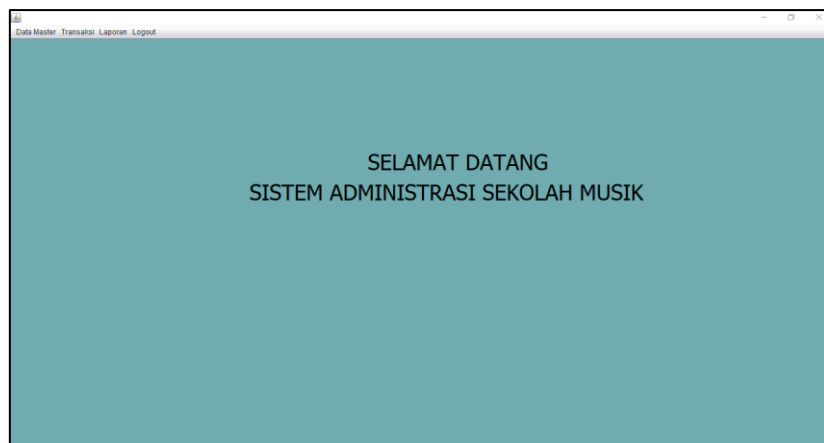 Data Master Transaksi Laporan Logout
SELAMAT DATANG
SISTEM ADMINISTRASI SEKOLAH MUSIK